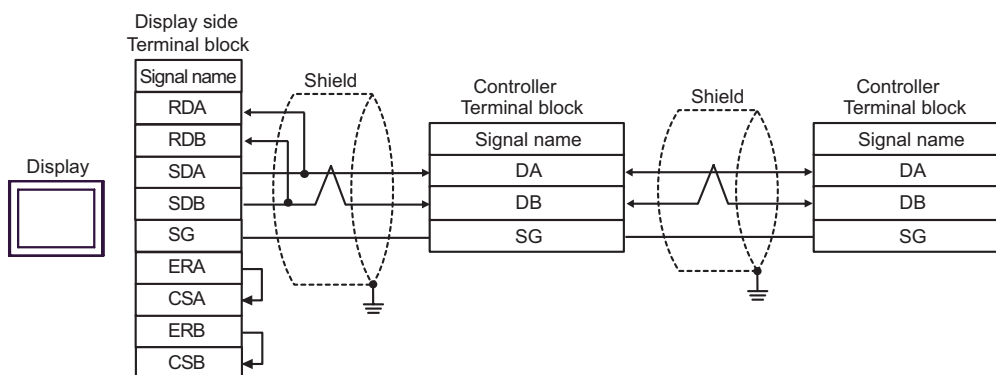 Display
Display side
Terminal block
Signal name
RDA
RDB
SDA
SDB
SG
ERA
CSA
ERB
CSB
Shield
Controller
Terminal block
Signal name
DA
DB
SG
Shield
Controller
Terminal block
Signal name
DA
DB
SG